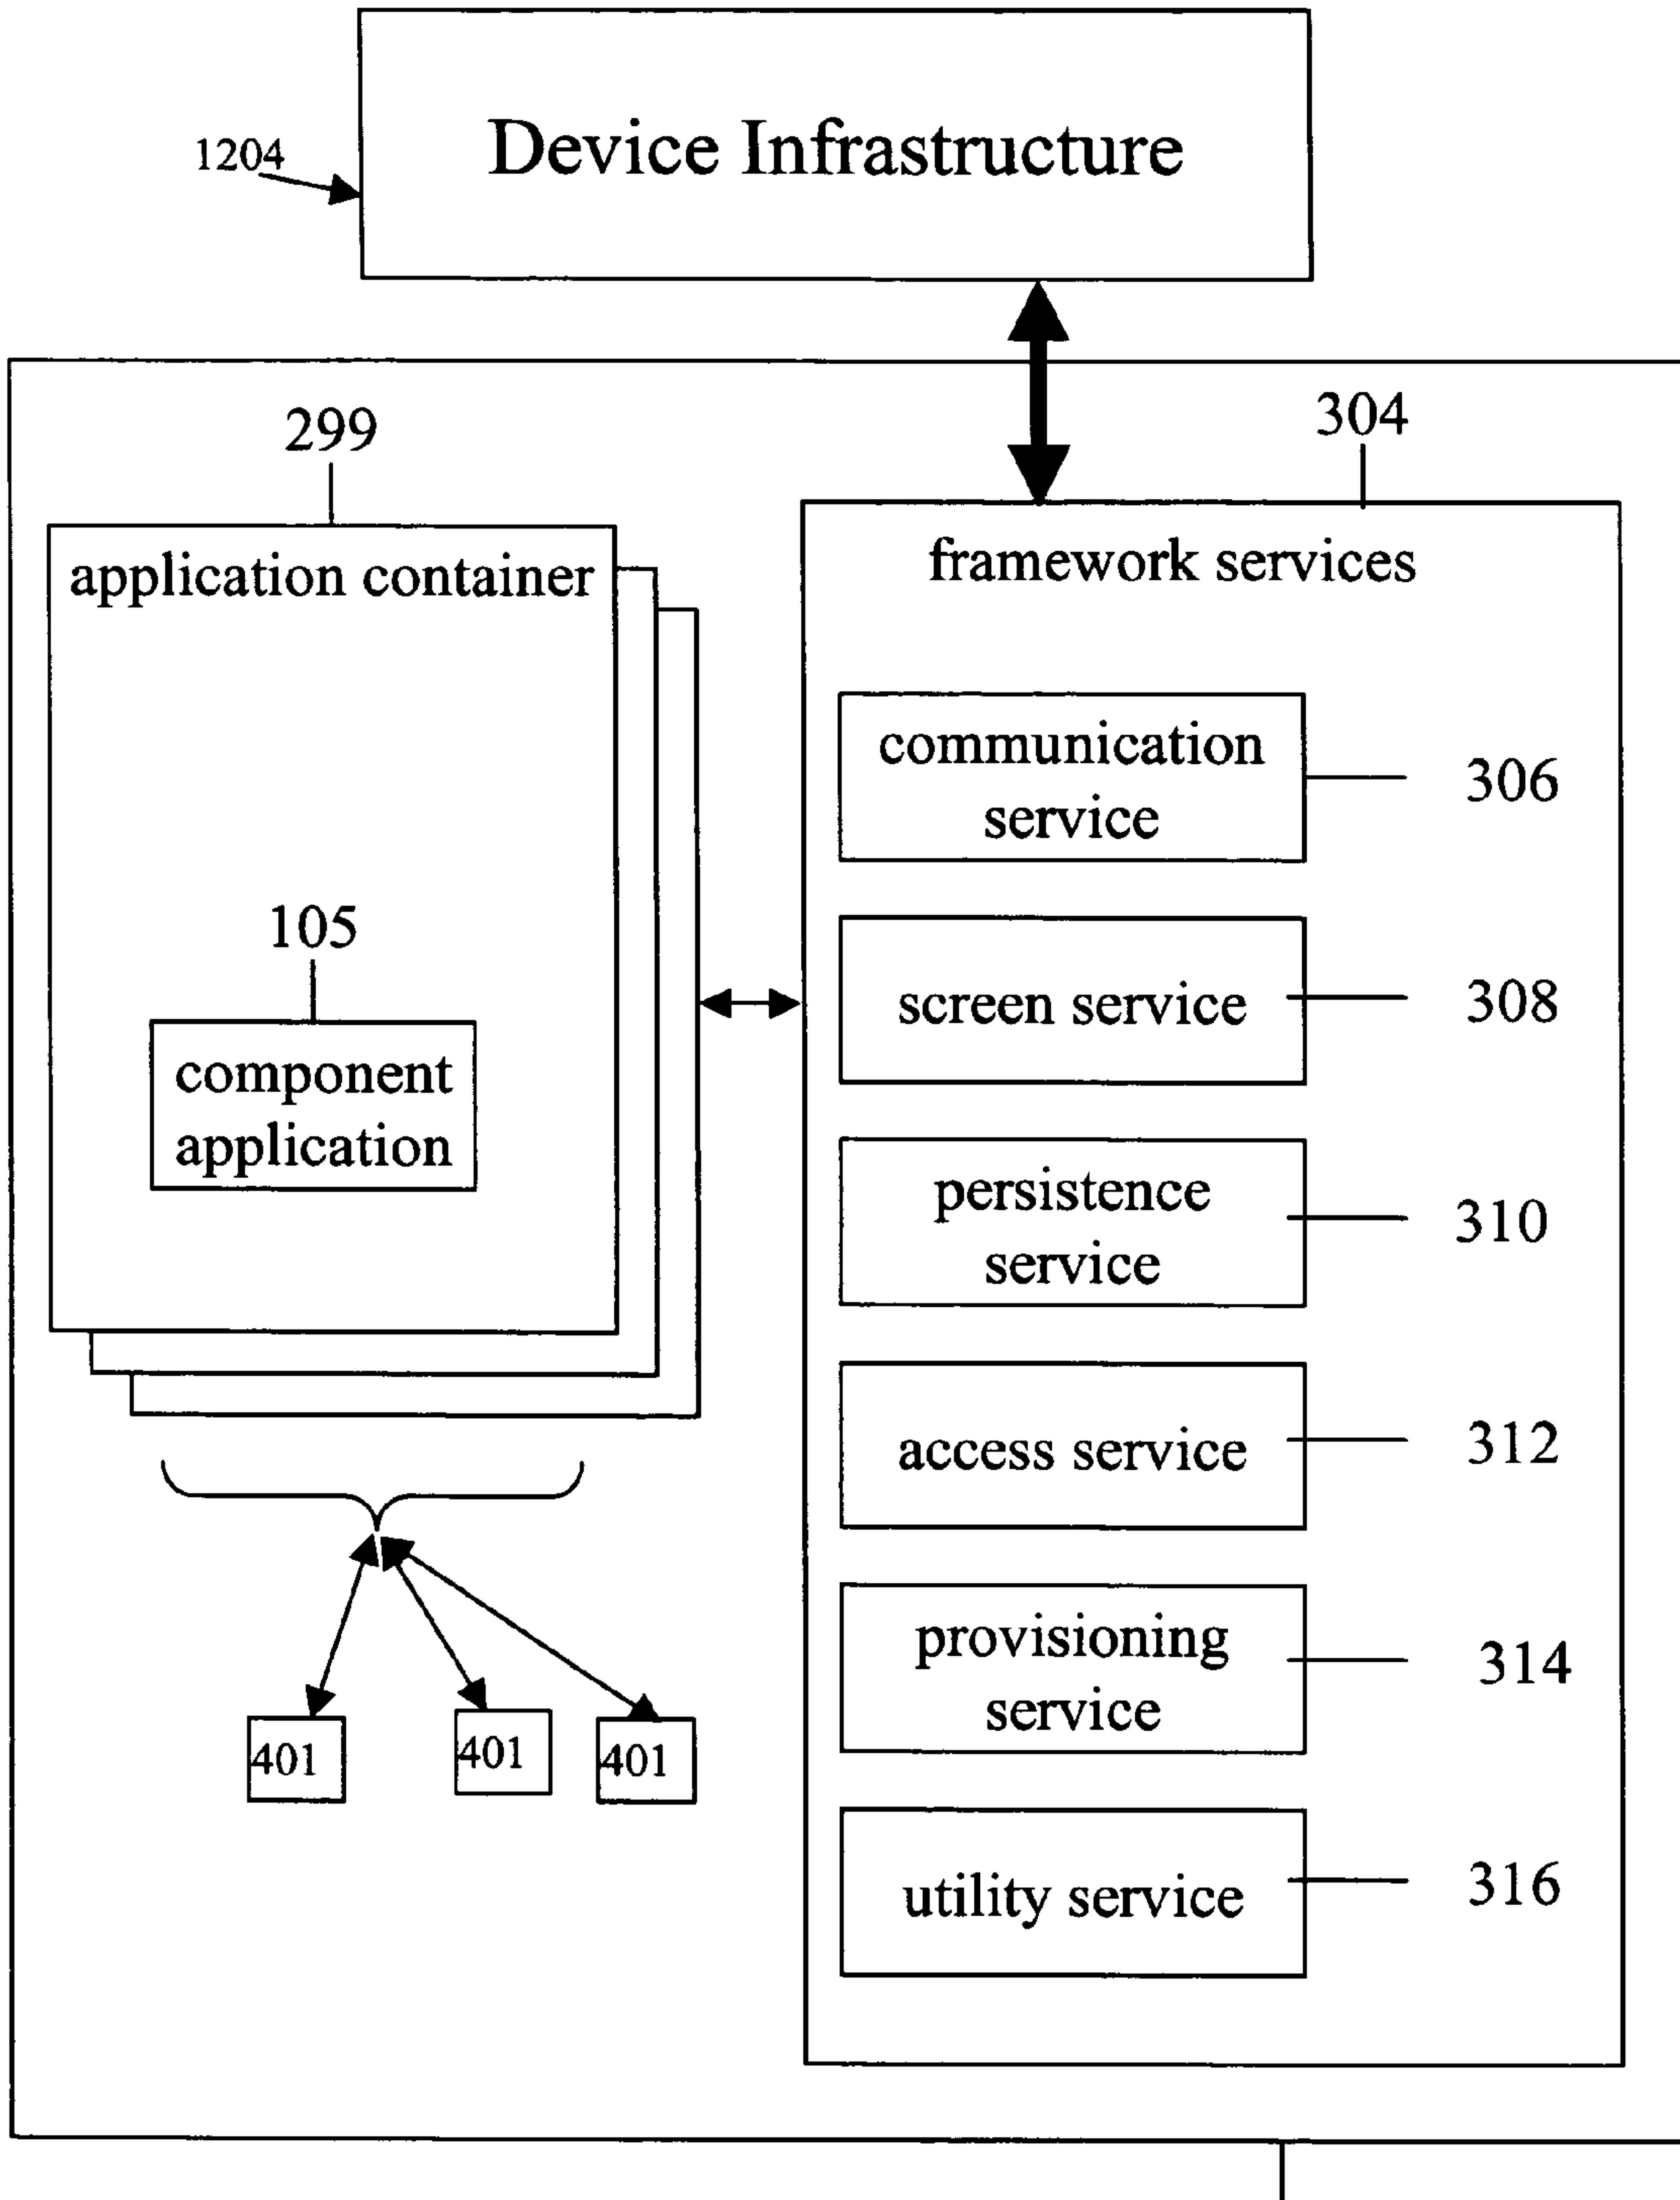 Device Infrastructure
1204
299
304
application container
framework services
communication
service
306
105
screen service
308
component
application
persistence
service
310
access service
312
provisioning
service
314
401
401
401
utility service
316